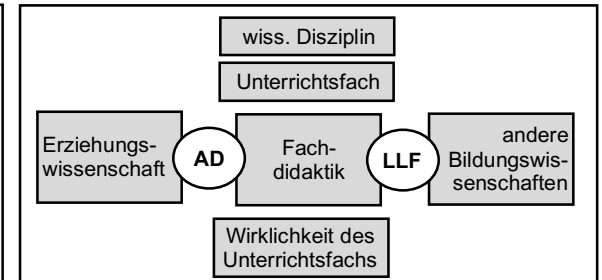 wiss. Disziplin
Unterrichtsfach
Erziehungs-
wissenschaft
AD
Fach-
didaktik
LLF
andere
Bildungswis-
senschaften
Wirklichkeit des
Unterrichtsfachs